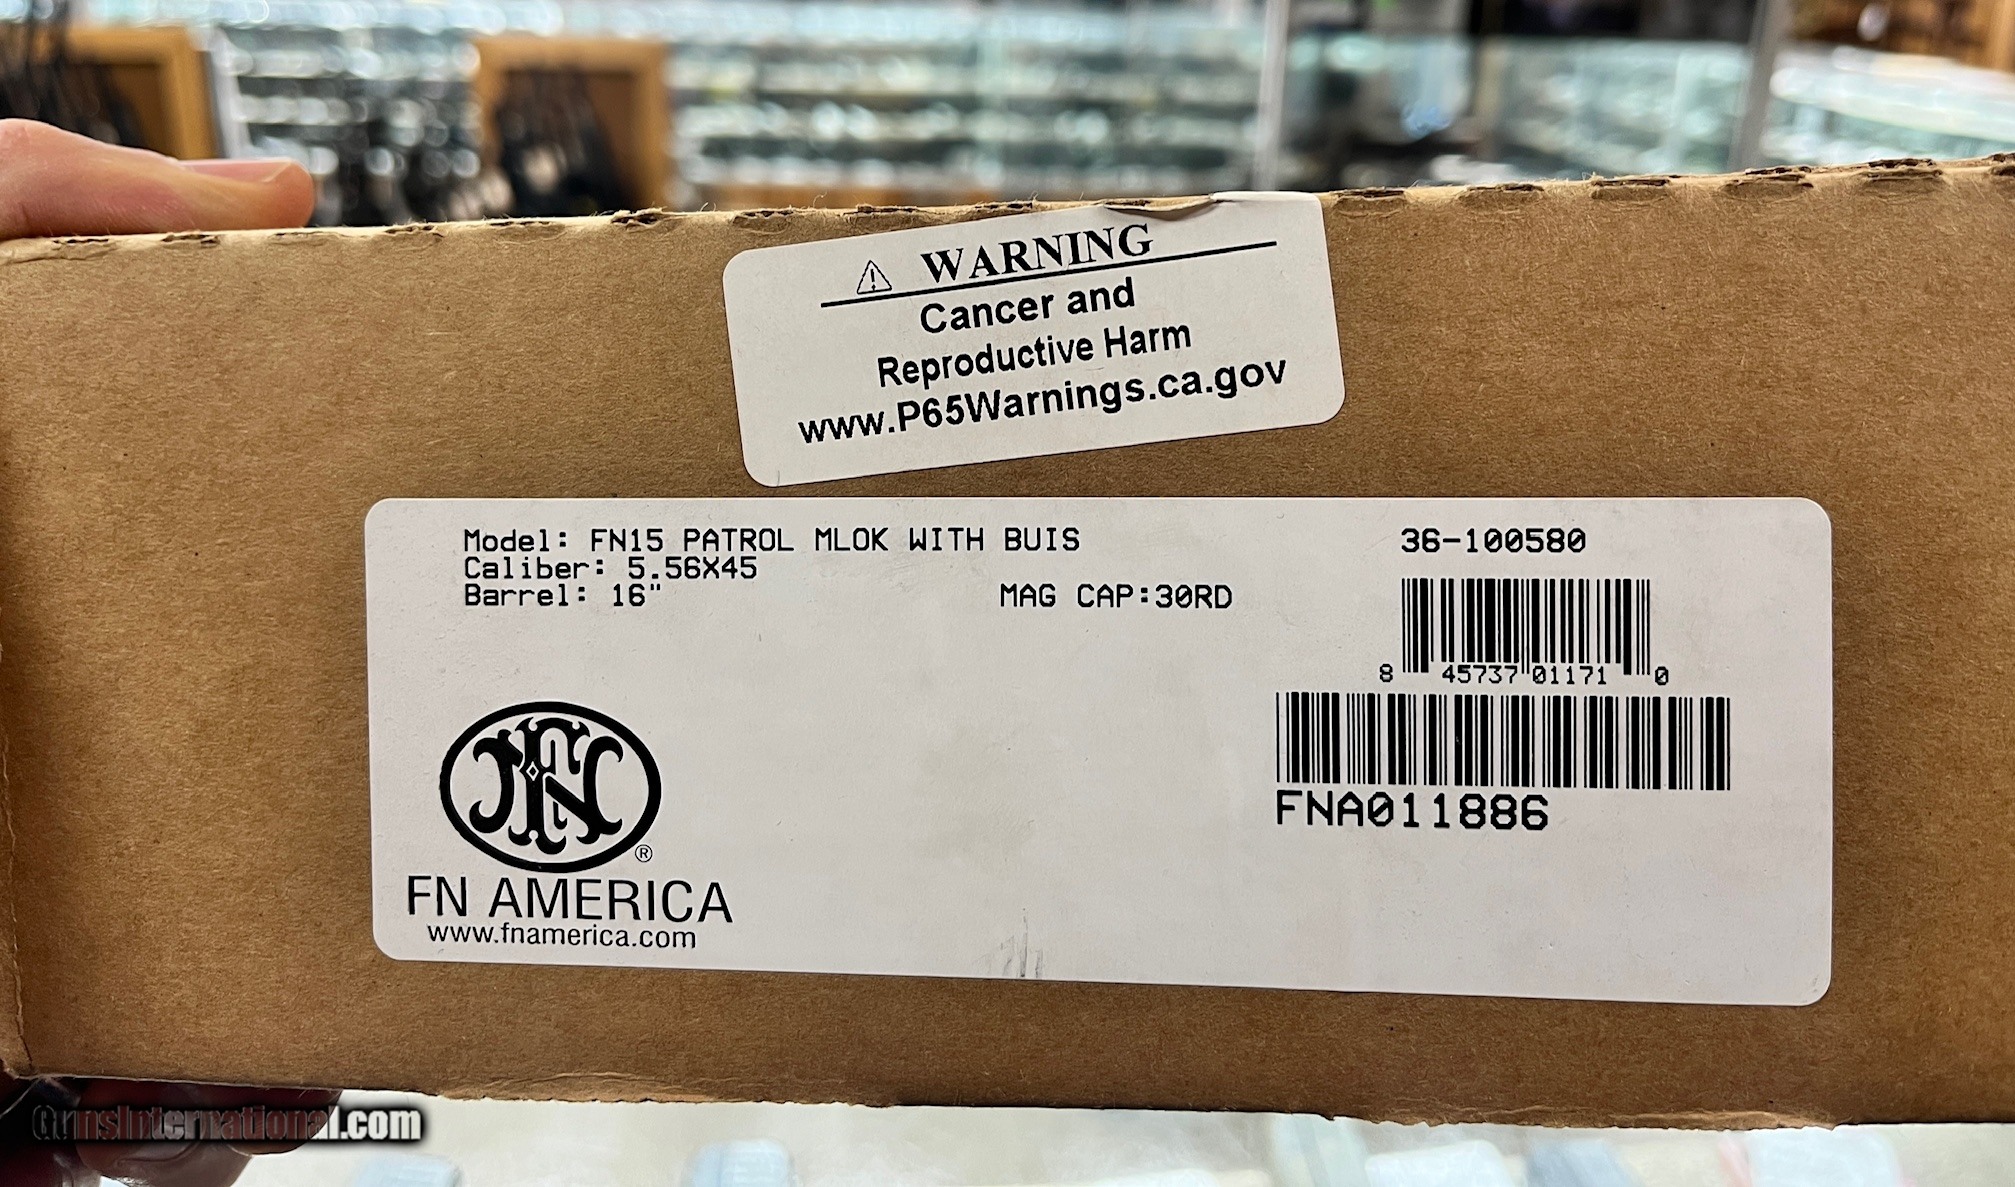 ⚠ WARNING
Cancer and
Reproductive Harm
www.P65Warnings.ca.gov
Model: FN15 PATROL MLOK WITH BUIS
Caliber: 5.56X45
Barrel: 16"
MAG CAP:30RD
36-100580
8 45737 01171 0
FNA011886
FN
®
FN AMERICA
www.fnamerica.com
GunsInternational.com